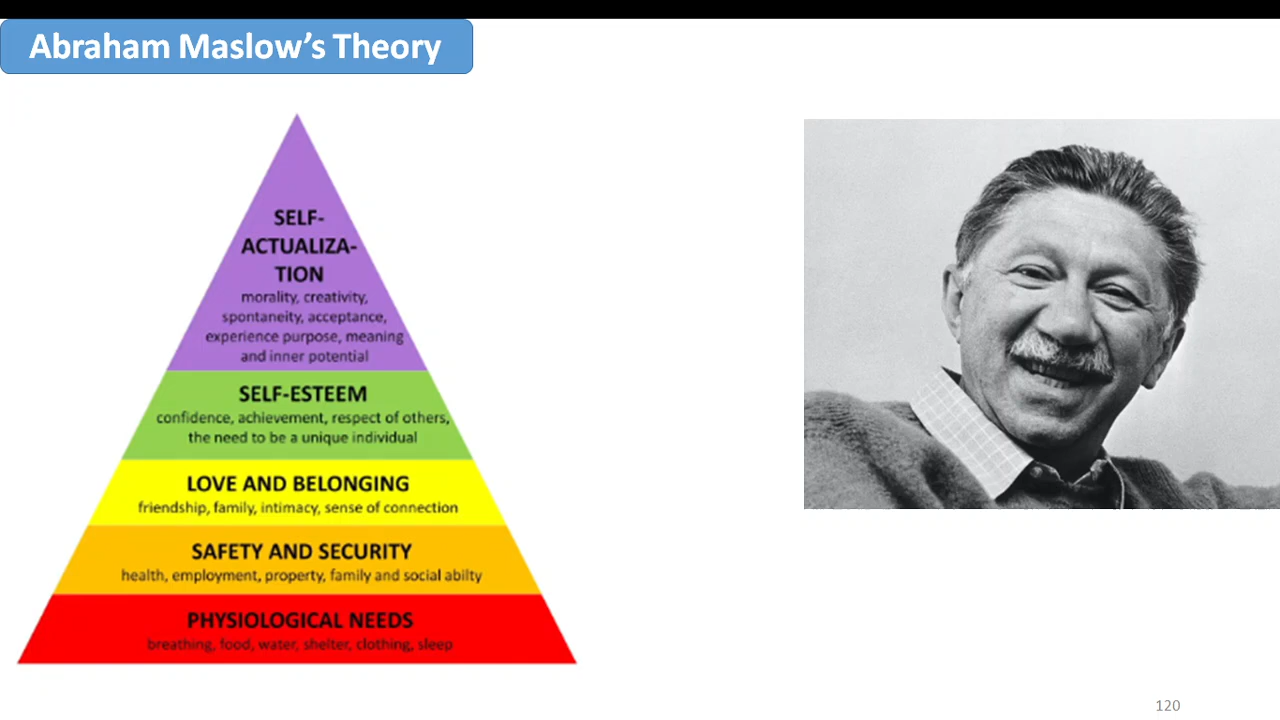 Abraham Maslow’s Theory
SELF-
ACTUALIZA-
TION
morality, creativity,
spontaneity, acceptance,
experience purpose, meaning
and inner potential
SELF-ESTEEM
confidence, achievement, respect of others,
the need to be a unique individual
LOVE AND BELONGING
friendship, family, intimacy, sense of connection
SAFETY AND SECURITY
health, employment, property, family and social abilty
PHYSIOLOGICAL NEEDS
breathing, food, water, shelter, clothing, sleep
120